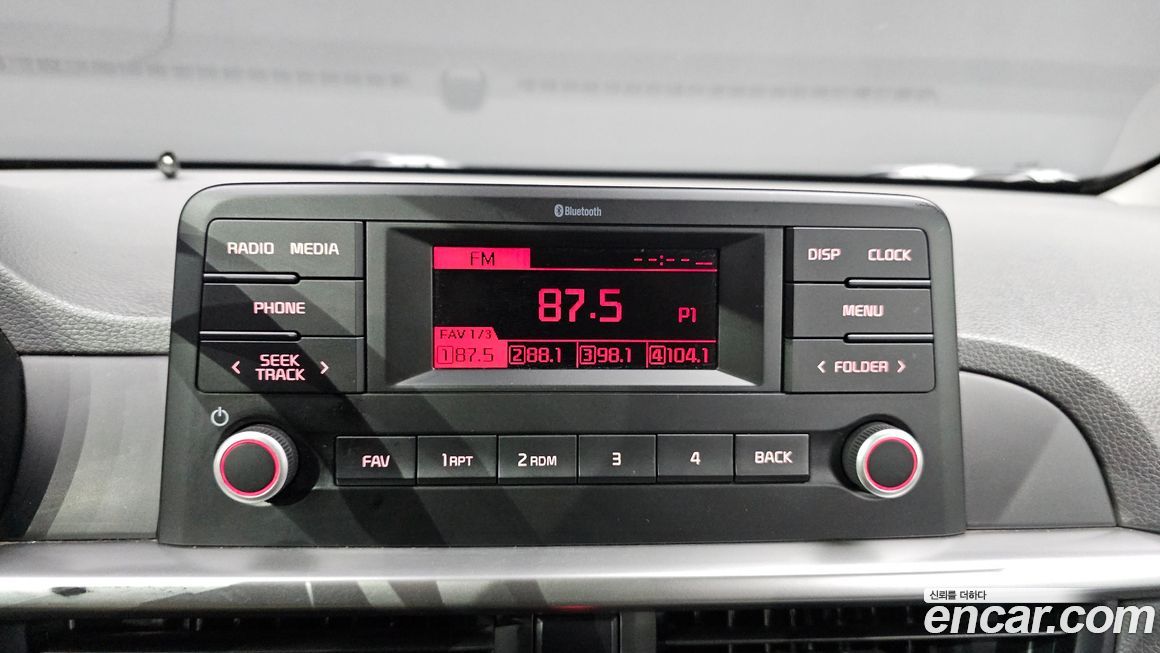 Bluetooth
RADIO MEDIA
FM --:-- --
DISP CLOCK
PHONE
87.5 P1
MENU
FAV 1/3
1 87.5 2 88.1 3 98.1 4 104.1
< SEEK TRACK >
< FOLDER >
FAV 1 RPT 2 RDM 3 4 BACK
신뢰를 더하다
encar.com